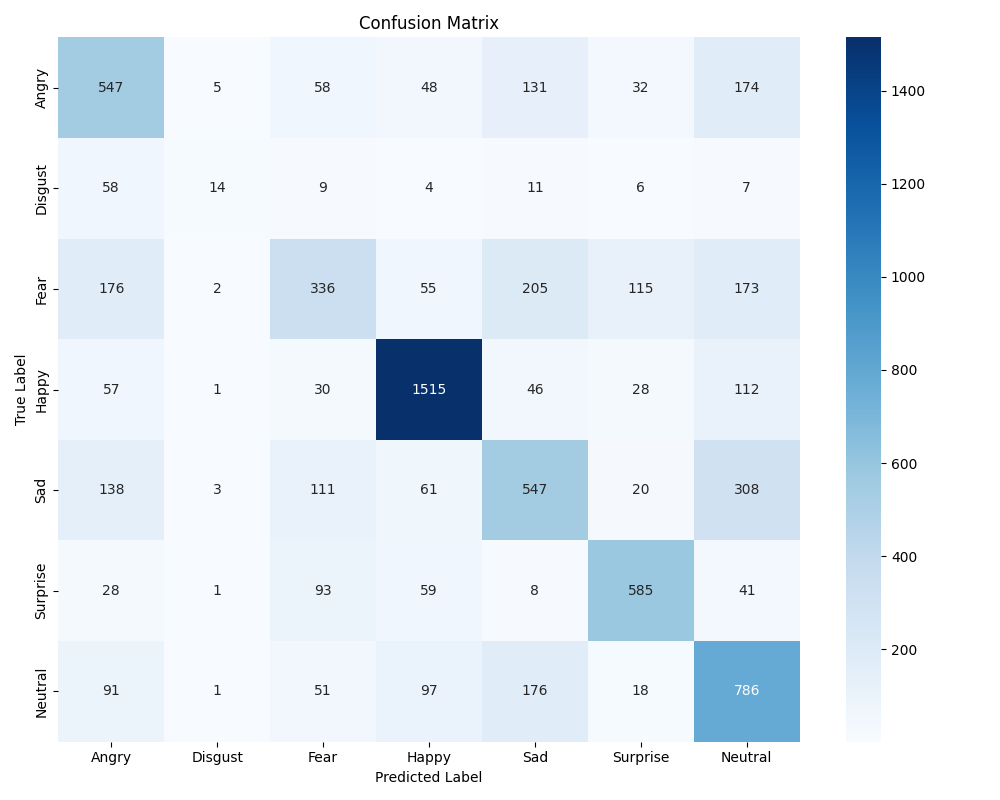 Confusion Matrix
True Label
Angry 547 5 58 48 131 32 174
Disgust 58 14 9 4 11 6 7
Fear 176 2 336 55 205 115 173
Happy 57 1 30 1515 46 28 112
Sad 138 3 111 61 547 20 308
Surprise 28 1 93 59 8 585 41
Neutral 91 1 51 97 176 18 786
Angry Disgust Fear Happy Sad Surprise Neutral
Predicted Label
1400
1200
1000
800
600
400
200